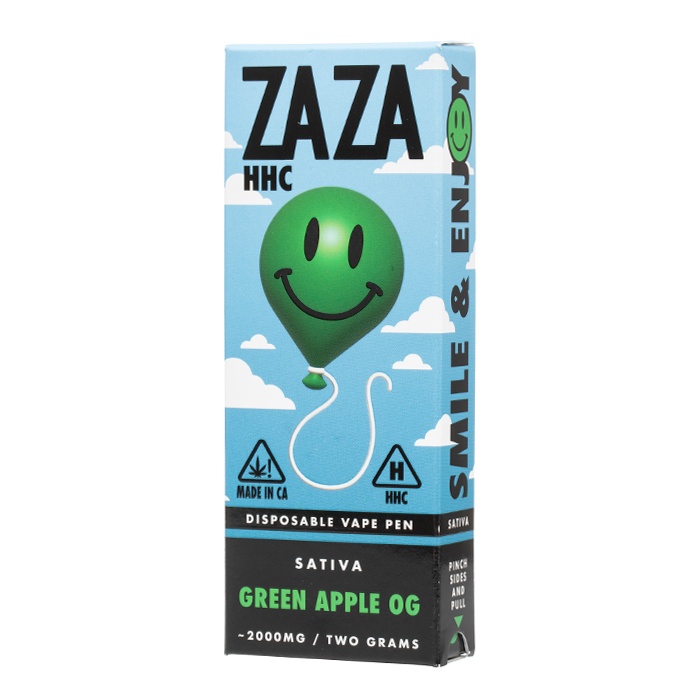 ZAZA
HHC
MADE IN CA
H
HHC
DISPOSABLE VAPE PEN
SATIVA
GREEN APPLE OG
~2000MG / TWO GRAMS
SMILE & ENJOY
SATIVA
PINCH
SIDES
AND
PULL